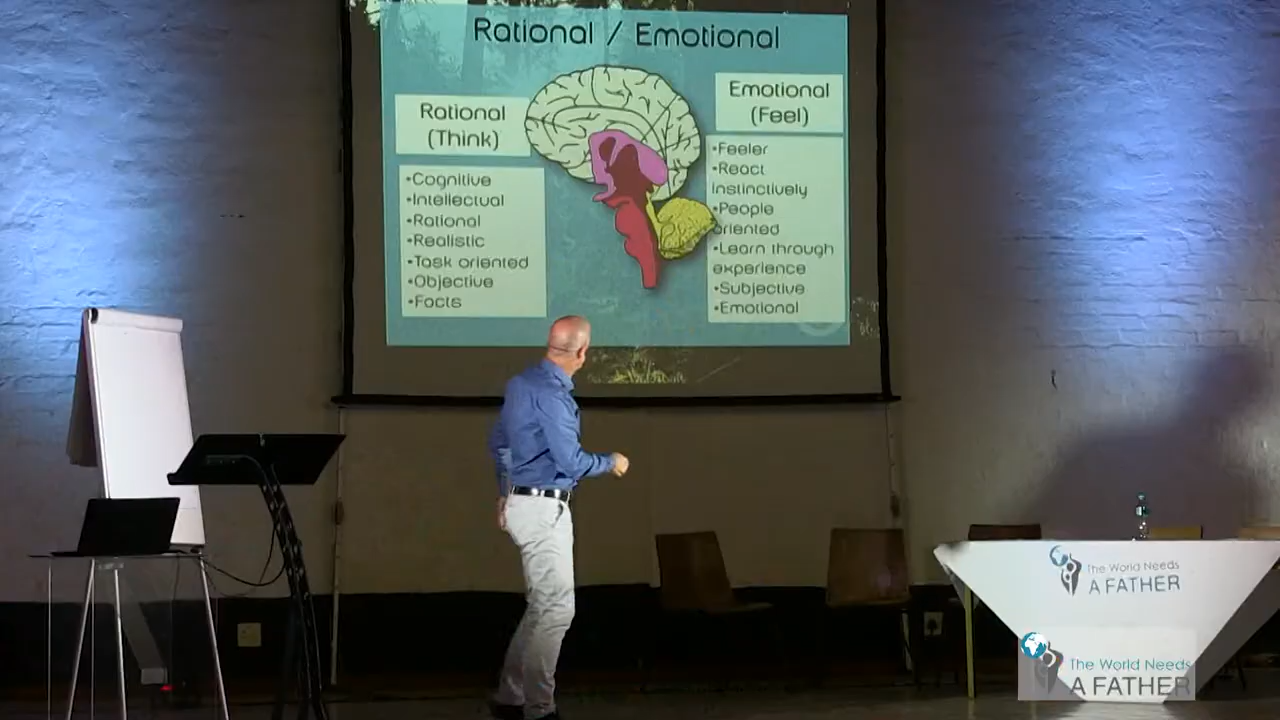 Rational / Emotional
Rational
(Think)
•Cognitive
•Intellectual
•Rational
•Realistic
•Task oriented
•Objective
•Facts
Emotional
(Feel)
•Feeler
•React
instinctively
•People
oriented
•Learn through
experience
•Subjective
•Emotional
The World Needs
A FATHER
The World Needs
A FATHER